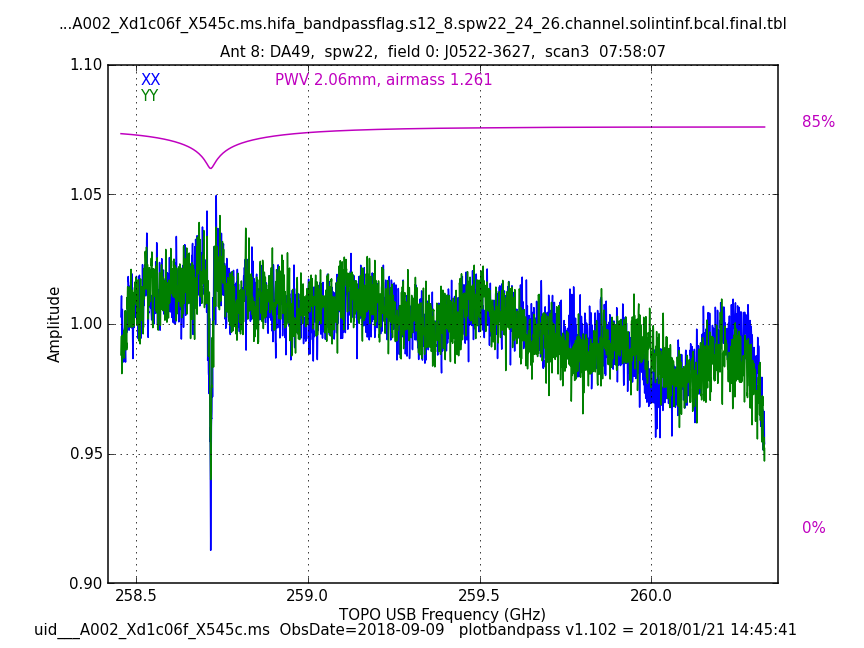 ...A002_Xd1c06f_X545c.ms.hifa_bandpassflag.s12_8.spw22_24_26.channel.solintinf.bcal.final.tbl
Ant 8: DA49, spw22, field 0: J0522-3627, scan3 07:58:07
1.10
XX
PWV 2.06mm, airmass 1.261
YY
85%
1.05
1.00
Amplitude
0.95
0%
0.90
258.5 259.0 259.5 260.0
TOPO USB Frequency (GHz)
uid___A002_Xd1c06f_X545c.ms ObsDate=2018-09-09 plotbandpass v1.102 = 2018/01/21 14:45:41